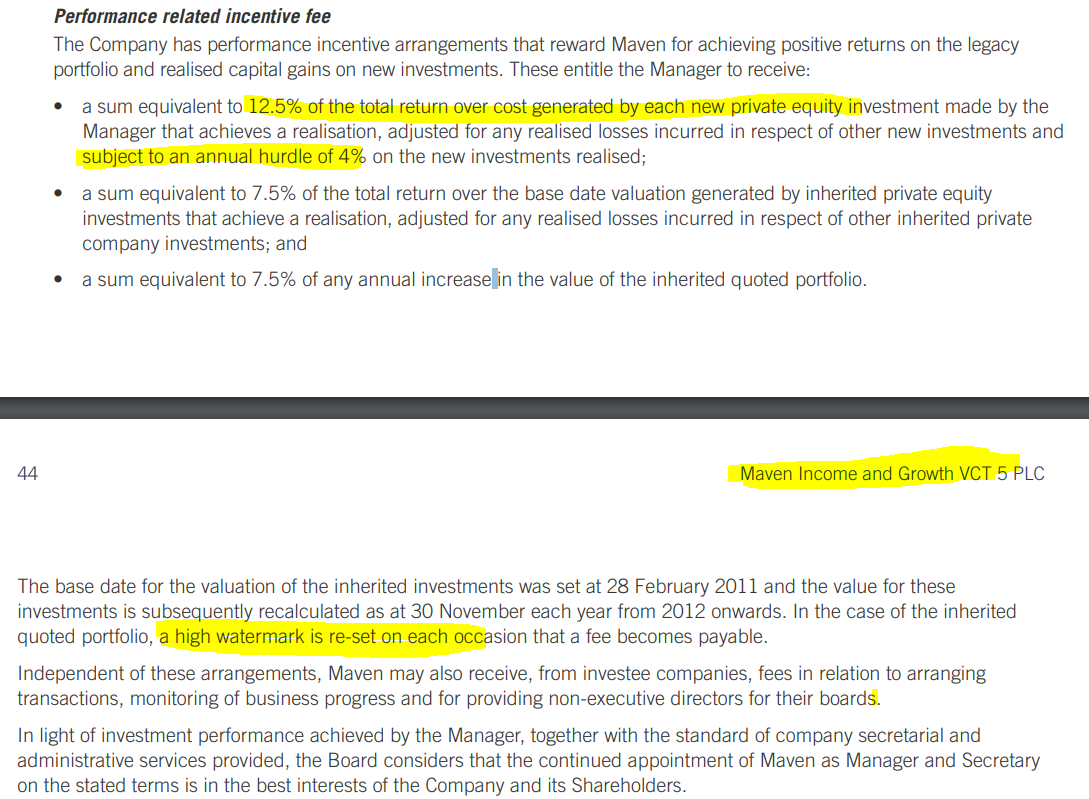 Performance related incentive fee
The Company has performance incentive arrangements that reward Maven for achieving positive returns on the legacy
portfolio and realised capital gains on new investments. These entitle the Manager to receive:
• a sum equivalent to 12.5% of the total return over cost generated by each new private equity investment made by the
Manager that achieves a realisation, adjusted for any realised losses incurred in respect of other new investments and
subject to an annual hurdle of 4% on the new investments realised;
• a sum equivalent to 7.5% of the total return over the base date valuation generated by inherited private equity
investments that achieve a realisation, adjusted for any realised losses incurred in respect of other inherited private
company investments; and
• a sum equivalent to 7.5% of any annual increase in the value of the inherited quoted portfolio.
44
Maven Income and Growth VCT 5 PLC
The base date for the valuation of the inherited investments was set at 28 February 2011 and the value for these
investments is subsequently recalculated as at 30 November each year from 2012 onwards. In the case of the inherited
quoted portfolio, a high watermark is re-set on each occasion that a fee becomes payable.
Independent of these arrangements, Maven may also receive, from investee companies, fees in relation to arranging
transactions, monitoring of business progress and for providing non-executive directors for their boards.
In light of investment performance achieved by the Manager, together with the standard of company secretarial and
administrative services provided, the Board considers that the continued appointment of Maven as Manager and Secretary
on the stated terms is in the best interests of the Company and its Shareholders.